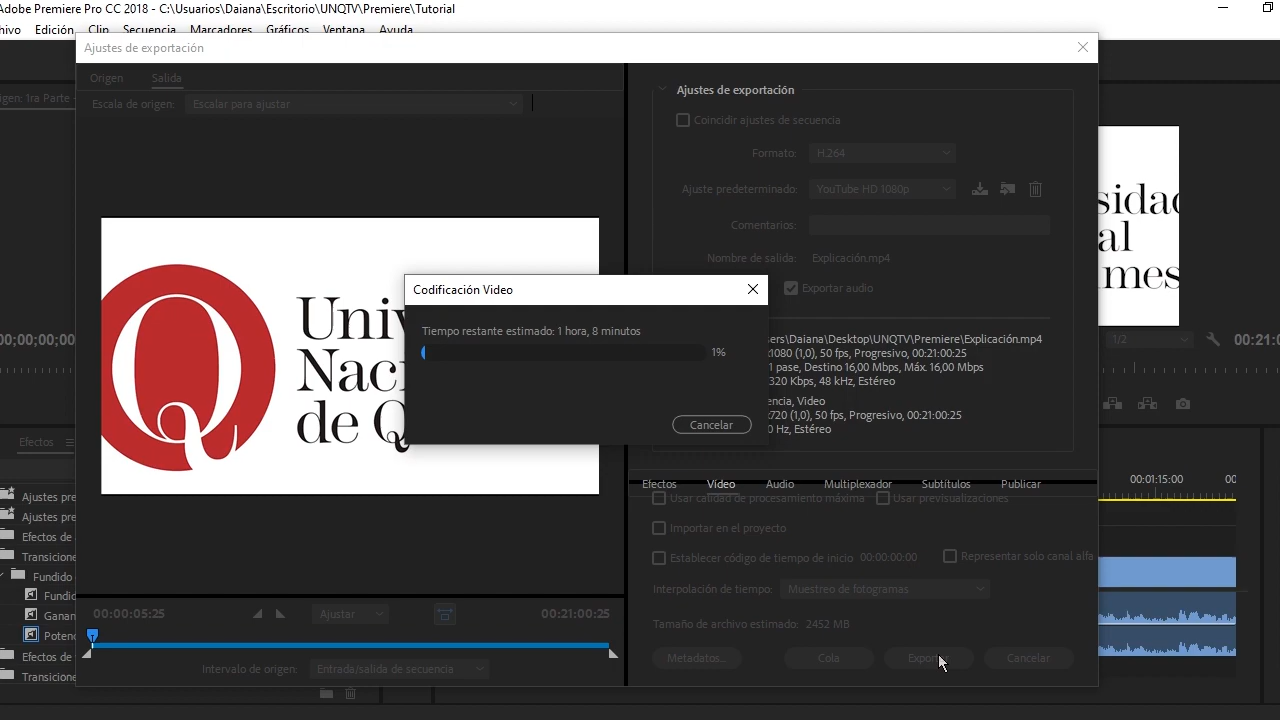 Adobe Premiere Pro CC 2018 - C:\Usuarios\Daiana\Escritorio\UNQTV\Premiere\Tutorial
hivo Edición Clip Secuencia Marcadores Gráficos Ventana Ayuda
Ajustes de exportación
Origen Salida
Escala de origen: Escalar para ajustar
igen: 1ra Parte
Ajustes de exportación
Coincidir ajustes de secuencia
Formato: H.264
Ajuste predeterminado: YouTube HD 1080p
Comentarios:
Nombre de salida: Explicación.mp4
Exportar audio
Univ
Naci
de Q
sidad
al
mes
Codificación Video
Tiempo restante estimado: 1 hora, 8 minutos
1%
Cancelar
sers\Daiana\Desktop\UNQTV\Premiere\Explicación.mp4
1080 (1,0), 50 fps, Progresivo, 00:21:00:25
1 pase, Destino 16,00 Mbps, Máx. 16,00 Mbps
320 Kbps, 48 kHz, Estéreo
encia, Video
x720 (1,0), 50 fps, Progresivo, 00:21:00:25
0 Hz, Estéreo
00;00;00;00
1/2
00:21:
Efectos Vídeo Audio Multiplexador Subtítulos Publicar
Usar calidad de procesamiento máxima Usar previsualizaciones
Importar en el proyecto
Establecer código de tiempo de inicio 00:00:00:00 Representar solo canal alfa
Interpolación de tiempo: Muestreo de fotogramas
Tamaño de archivo estimado: 2452 MB
Metadatos... Cola Exportar Cancelar
00:00:05:25 Ajustar 00:21:00:25
Intervalo de origen: Entrada/salida de secuencia
Efectos
Ajustes pre
Ajustes pre
Efectos de
Transicione
Fundido
Fundic
Ganan
Potenc
Efectos de
Transicione
00:01:15:00 00